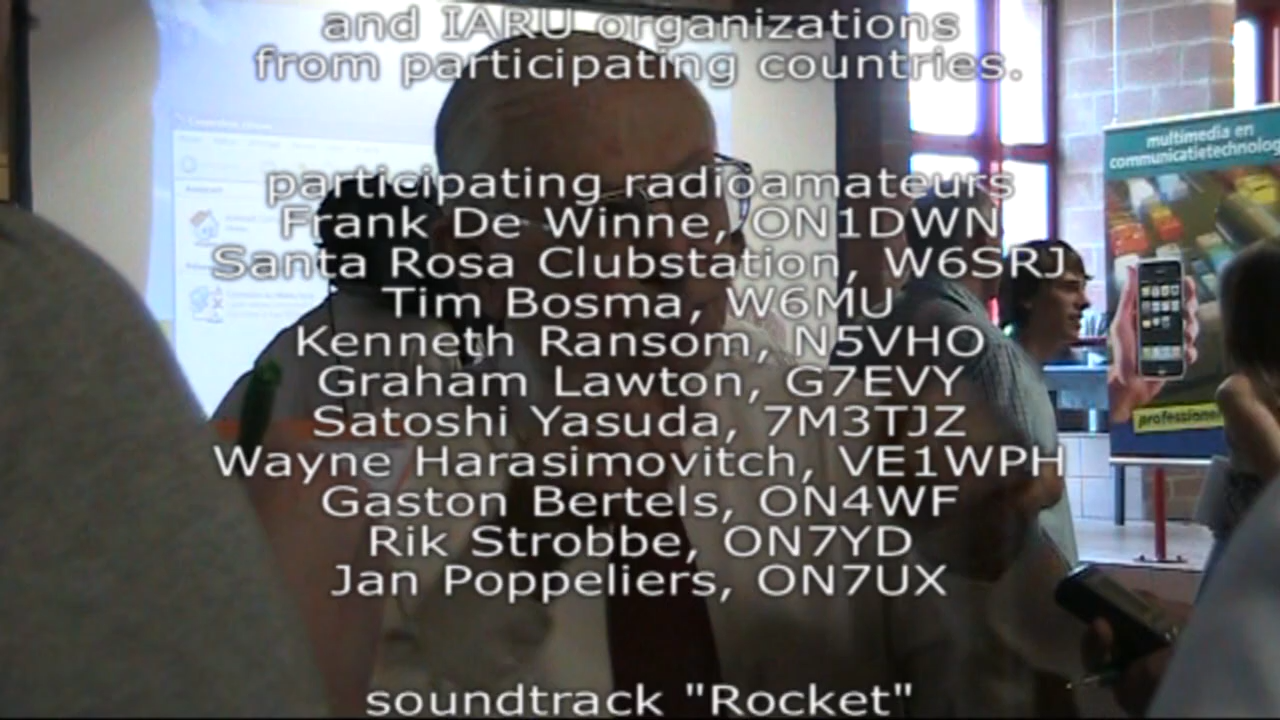 and IARU organizations
from participating countries.
participating radioamateurs
Frank De Winne, ON1DWN
Santa Rosa Clubstation, W6SRJ
Tim Bosma, W6MU
Kenneth Ransom, N5VHO
Graham Lawton, G7EVY
Satoshi Yasuda, 7M3TJZ
Wayne Harasimovitch, VE1WPH
Gaston Bertels, ON4WF
Rik Strobbe, ON7YD
Jan Poppeliers, ON7UX
soundtrack "Rocket"
multimedia en